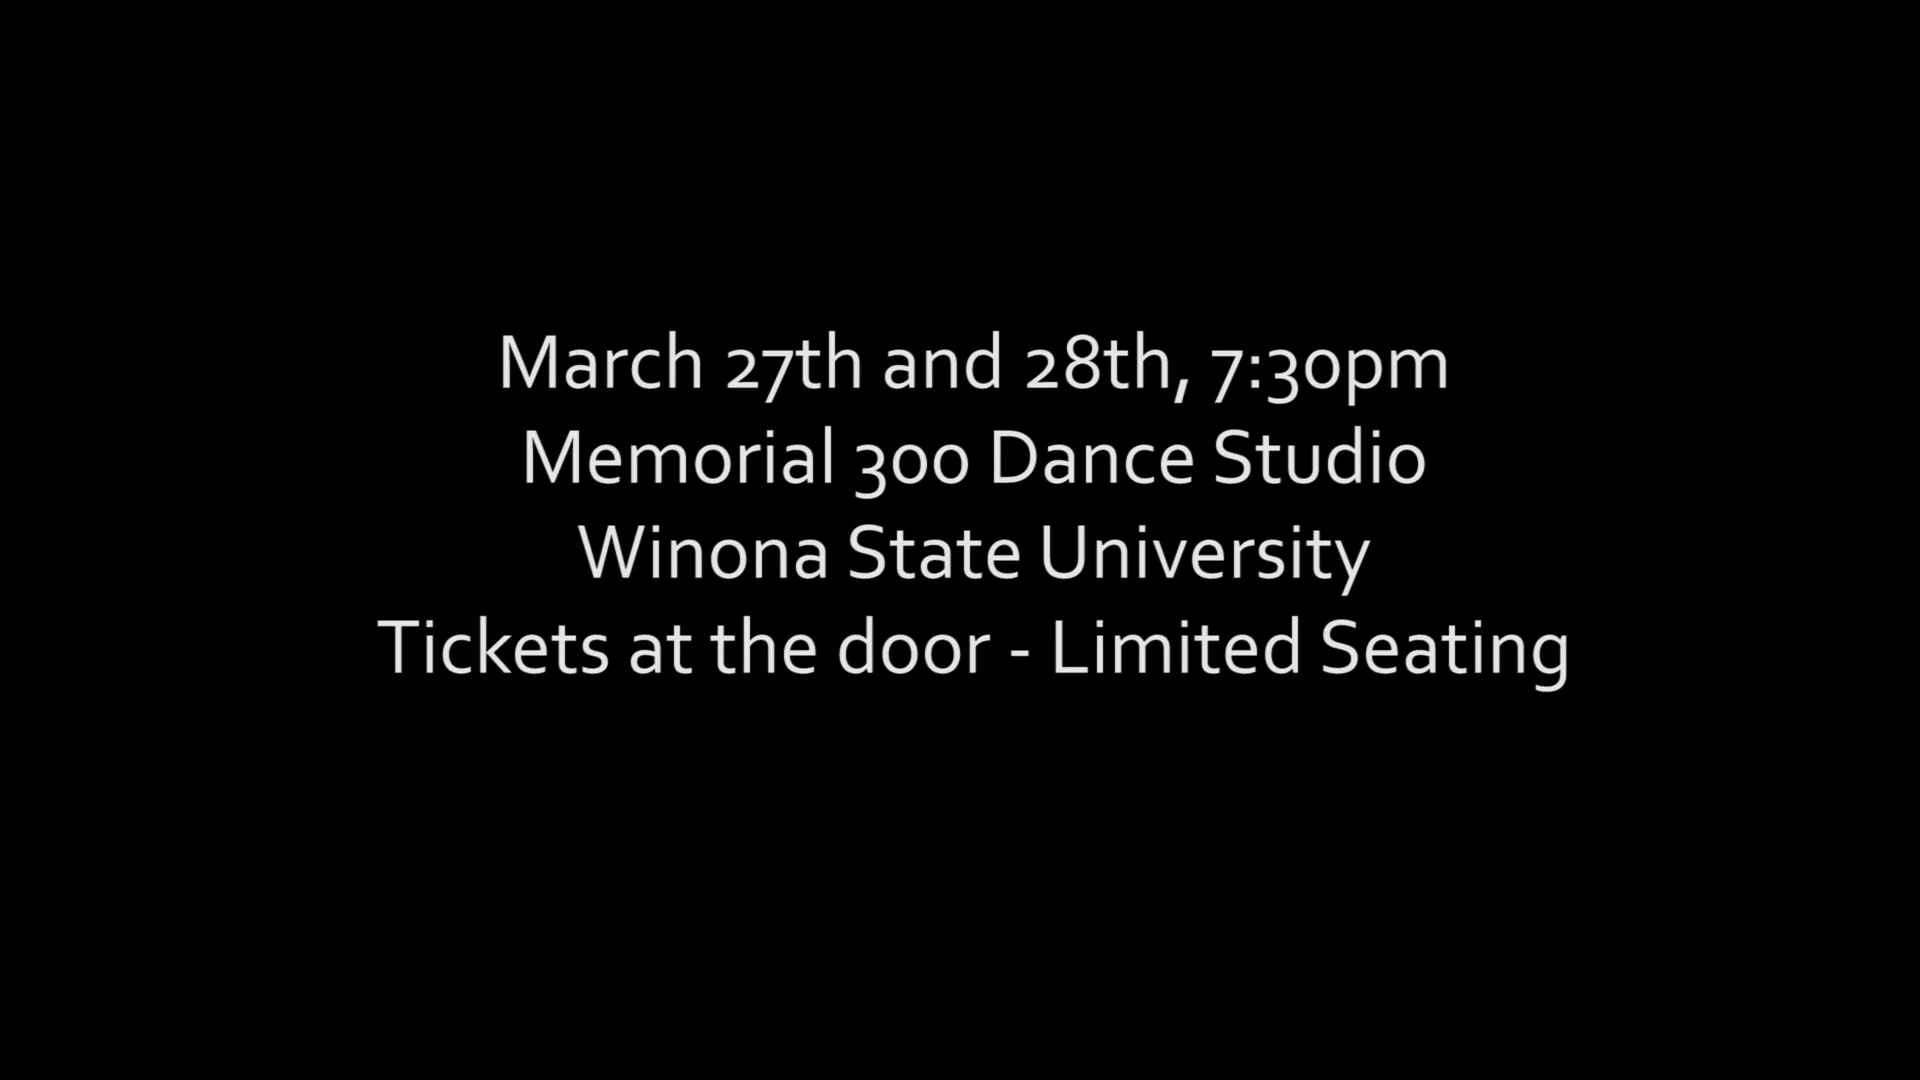 March 27th and 28th, 7:30pm
Memorial 300 Dance Studio
Winona State University
Tickets at the door - Limited Seating